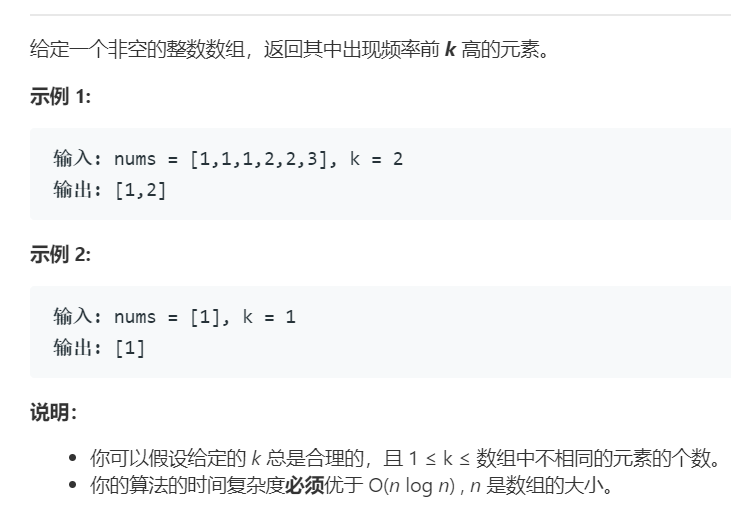 给定一个非空的整数数组，返回其中出现频率前 k 高的元素。
示例 1:
输入: nums = [1,1,1,2,2,3], k = 2
输出: [1,2]
示例 2:
输入: nums = [1], k = 1
输出: [1]
说明：
• 你可以假设给定的 k 总是合理的，且 1 ≤ k ≤ 数组中不相同的元素的个数。
• 你的算法的时间复杂度必须优于 O(n log n) , n 是数组的大小。